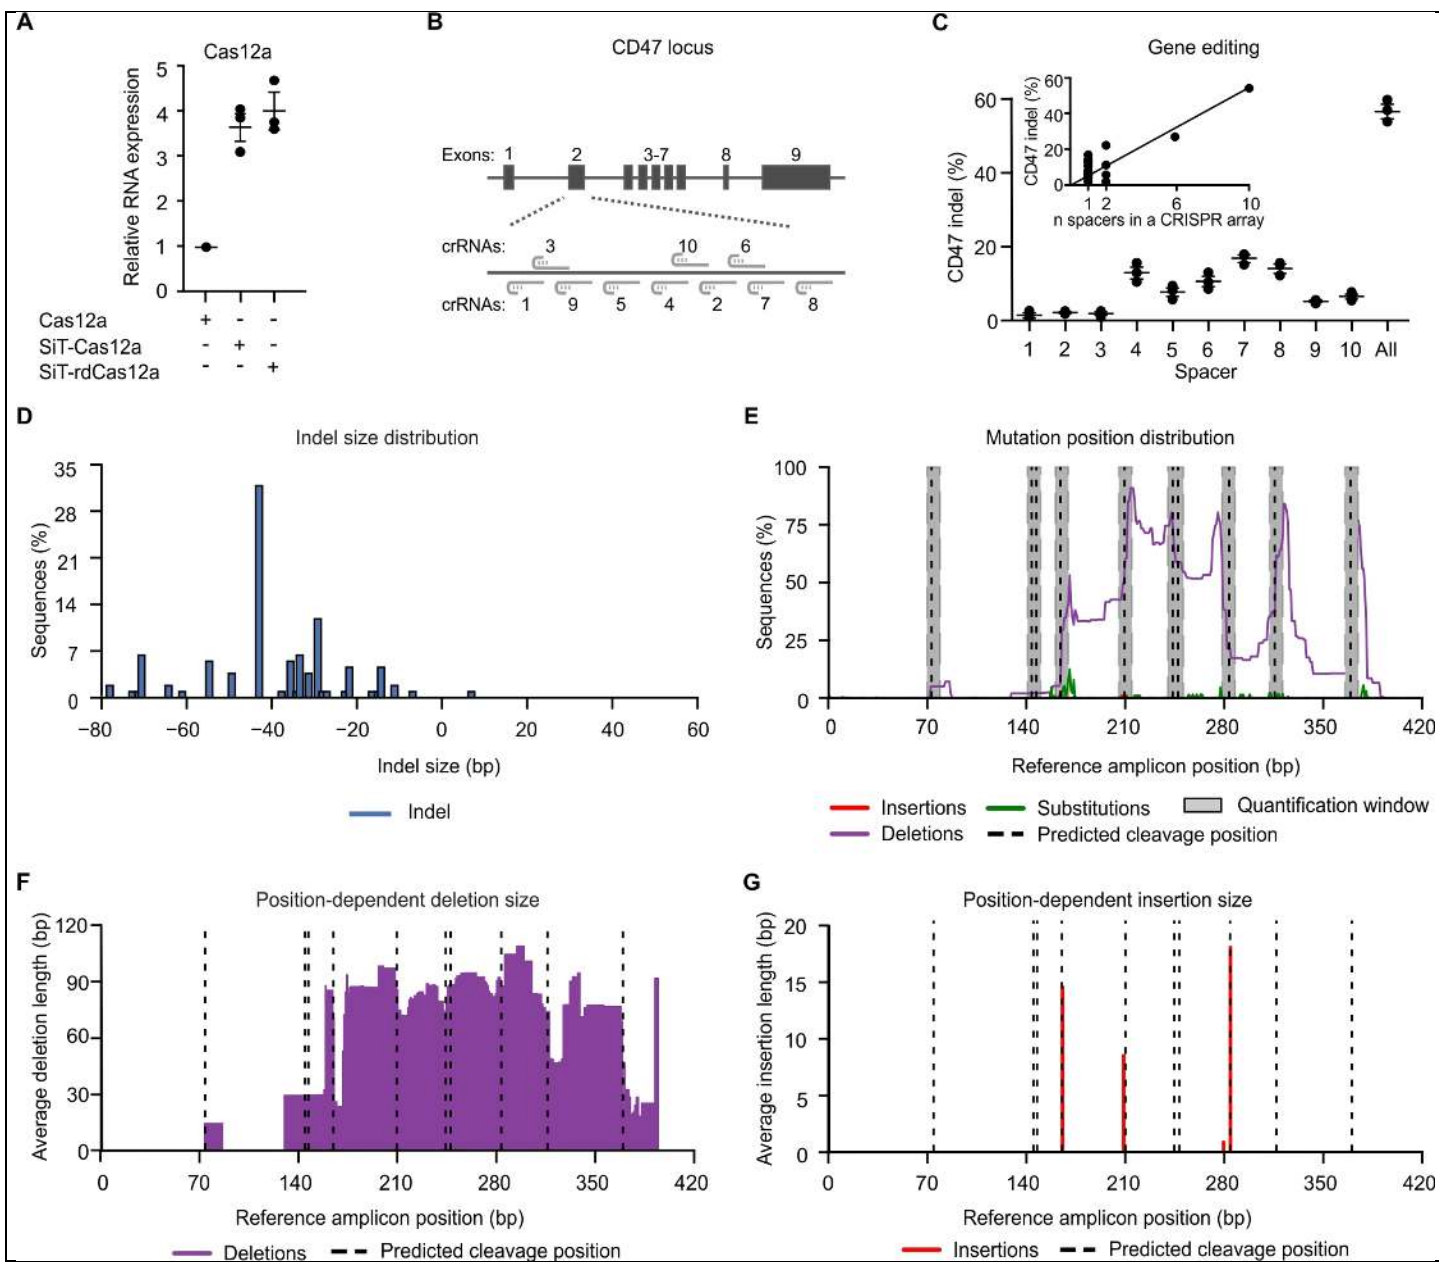 A
Cas12a
Relative RNA expression
5
4
3
2
1
0
Cas12a + - -
SiT-Cas12a - + -
SiT-rdCas12a - - +
B
CD47 locus
Exons: 1 2 3-7 8 9
crRNAs: 3 10 6
crRNAs: 1 9 5 4 2 7 8
C
Gene editing
CD47 indel (%)
60
40
20
0
CD47 indel (%)
60
40
20
0
1 2 6 10
n spacers in a CRISPR array
1 2 3 4 5 6 7 8 9 10 All
Spacer
D
Indel size distribution
Sequences (%)
35
28
21
14
7
0
−80 −60 −40 −20 0 20 40 60
Indel size (bp)
Indel
E
Mutation position distribution
Sequences (%)
100
75
50
25
0
0 70 140 210 280 350 420
Reference amplicon position (bp)
Insertions Substitutions Quantification window
Deletions Predicted cleavage position
F
Position-dependent deletion size
Average deletion length (bp)
120
90
60
30
0
0 70 140 210 280 350 420
Reference amplicon position (bp)
Deletions Predicted cleavage position
G
Position-dependent insertion size
Average insertion length (bp)
20
15
10
5
0
0 70 140 210 280 350 420
Reference amplicon position (bp)
Insertions Predicted cleavage position